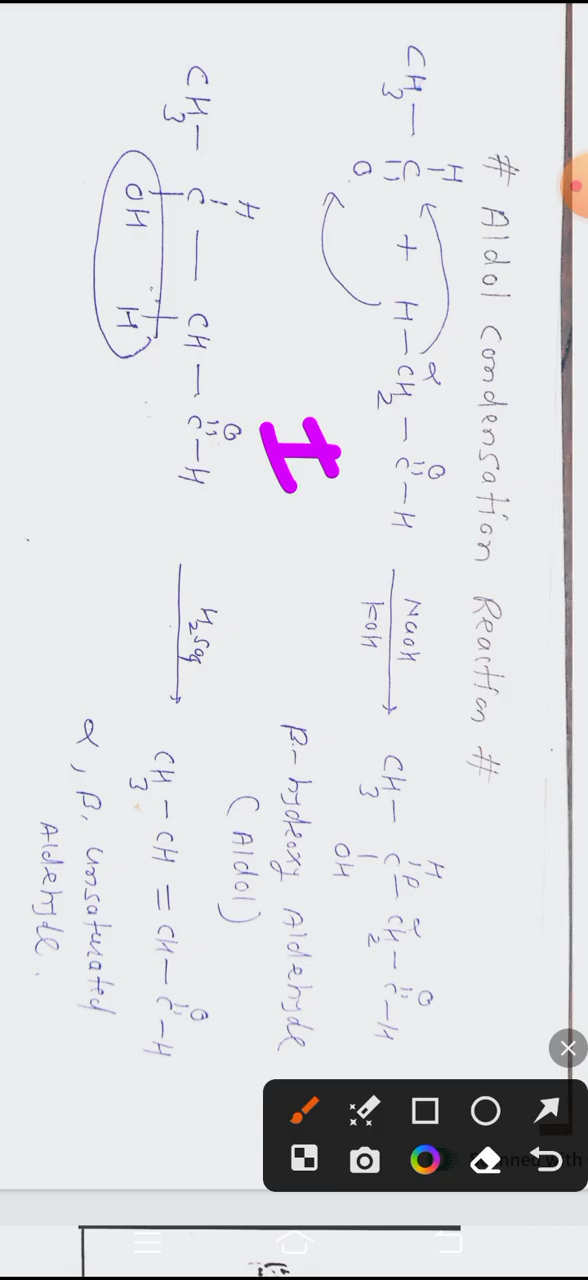 # Aldol Condensation Reaction #
CH3 — C — H + H — CH2 — C — H NaOH CH3 — C — CH2 — C — H
H
O
α
O
KOH
H
β
α
O
OH
β-hydroxy Aldehyde
(Aldol)
I
CH3 — C — CH — C — H H2SO4 CH3 — CH = CH — C — H
H
O
OH H
O
α, β, Unsaturated
Aldehyde.